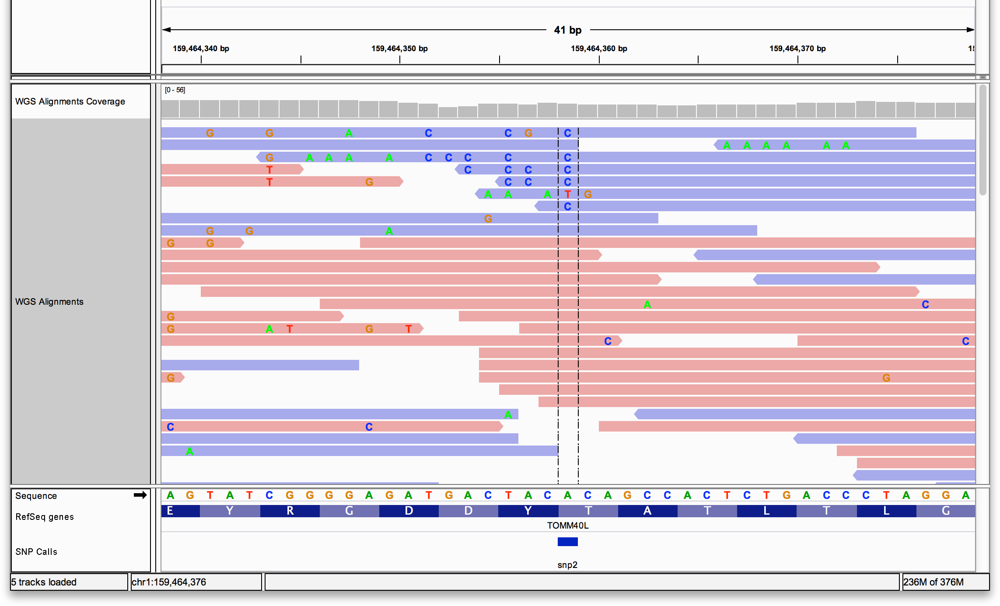 41 bp
159,464,340 bp 159,464,350 bp 159,464,360 bp 159,464,370 bp
[0 - 56]
WGS Alignments Coverage
G G A C C G C
A A A A A A
G A A A A C C C C C
T C C C C
T G C C C
A A A T G
C
G
G G A
G G
WGS Alignments
A C
G
G A T G T
C C
G G
A
C C
A
Sequence A G T A T C G G G G A G A T G A C T A C A C A G C C A C T C T G A C C C T A G G A
E Y R G D D Y T A T L T L G
RefSeq genes
TOMM40L
SNP Calls
snp2
5 tracks loaded chr1:159,464,376 236M of 376M